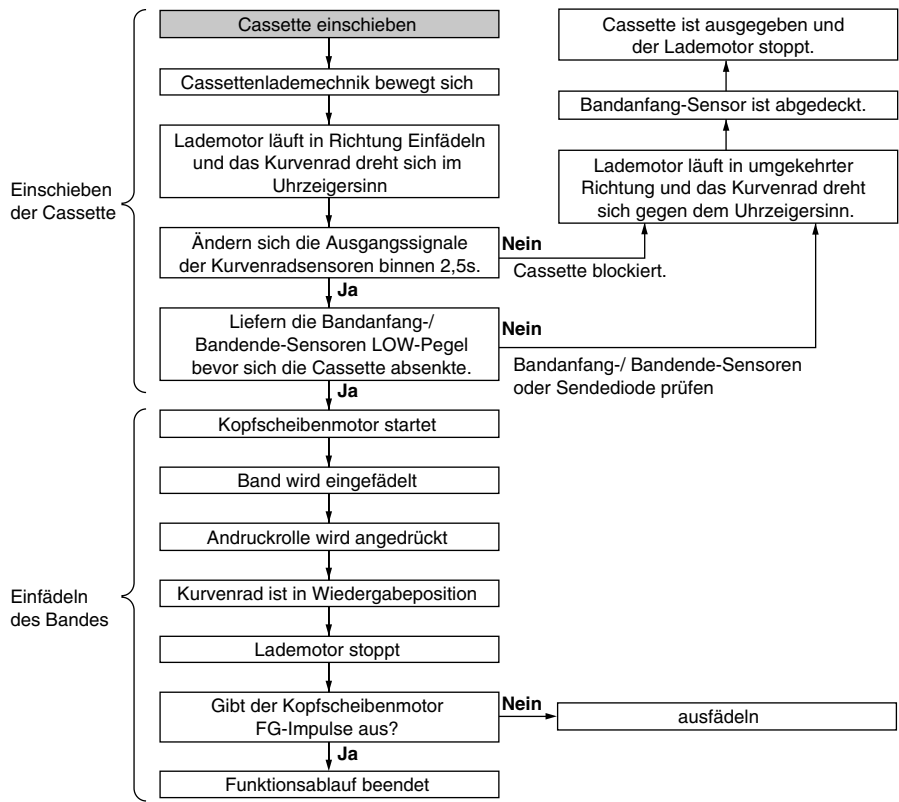 Cassette einschieben
Cassettenlademechnik bewegt sich
Lademotor läuft in Richtung Einfädeln
und das Kurvenrad dreht sich im
Uhrzeigersinn
Einschieben
der Cassette
Ändern sich die Ausgangssignale
der Kurvenradsensoren binnen 2,5s.
Nein
Cassette blockiert.
Ja
Liefern die Bandanfang-/
Bandende-Sensoren LOW-Pegel
bevor sich die Cassette absenkte.
Nein
Bandanfang-/ Bandende-Sensoren
oder Sendediode prüfen
Ja
Cassette ist ausgegeben und
der Lademotor stoppt.
Bandanfang-Sensor ist abgedeckt.
Lademotor läuft in umgekehrter
Richtung und das Kurvenrad dreht
sich gegen dem Uhrzeigersinn.
Kopfscheibenmotor startet
Band wird eingefädelt
Andruckrolle wird angedrückt
Einfädeln
des Bandes
Kurvenrad ist in Wiedergabeposition
Lademotor stoppt
Gibt der Kopfscheibenmotor
FG-Impulse aus?
Nein
ausfädeln
Ja
Funktionsablauf beendet